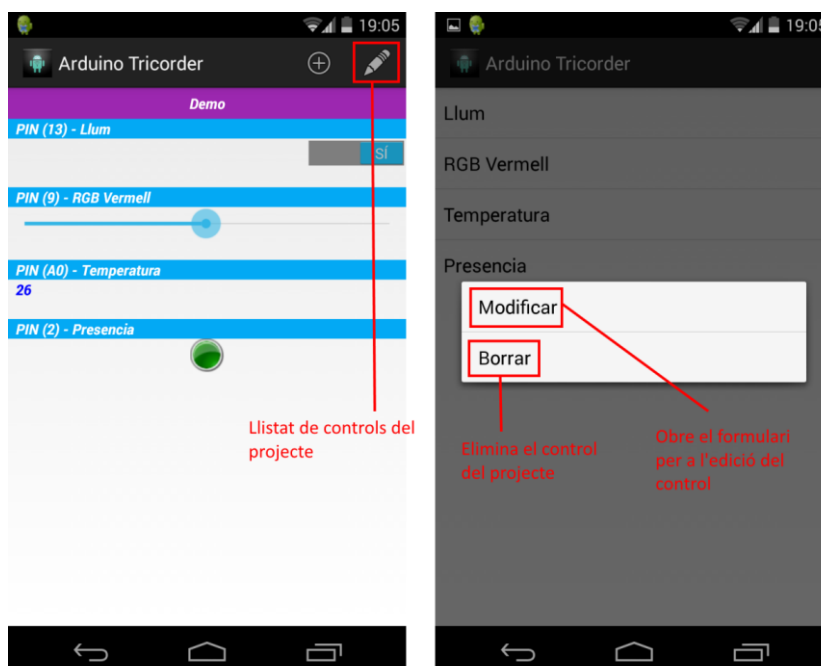 19:05
Arduino Tricorder
Demo
PIN (13) - Llum
SÍ
PIN (9) - RGB Vermell
PIN (A0) - Temperatura
26
PIN (2) - Presencia
Llistat de controls del
projecte
19:05
Arduino Tricorder
Llum
RGB Vermell
Temperatura
Presencia
Modificar
Borrar
Elimina el control
del projecte
Obre el formulari
per a l'edició del
control